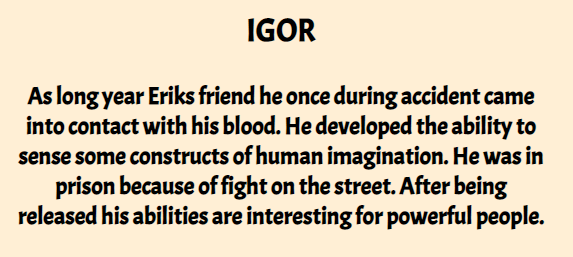 IGOR
As long year Eriks friend he once during accident came
into contact with his blood. He developed the ability to
sense some constructs of human imagination. He was in
prison because of fight on the street. After being
released his abilities are interesting for powerful people.